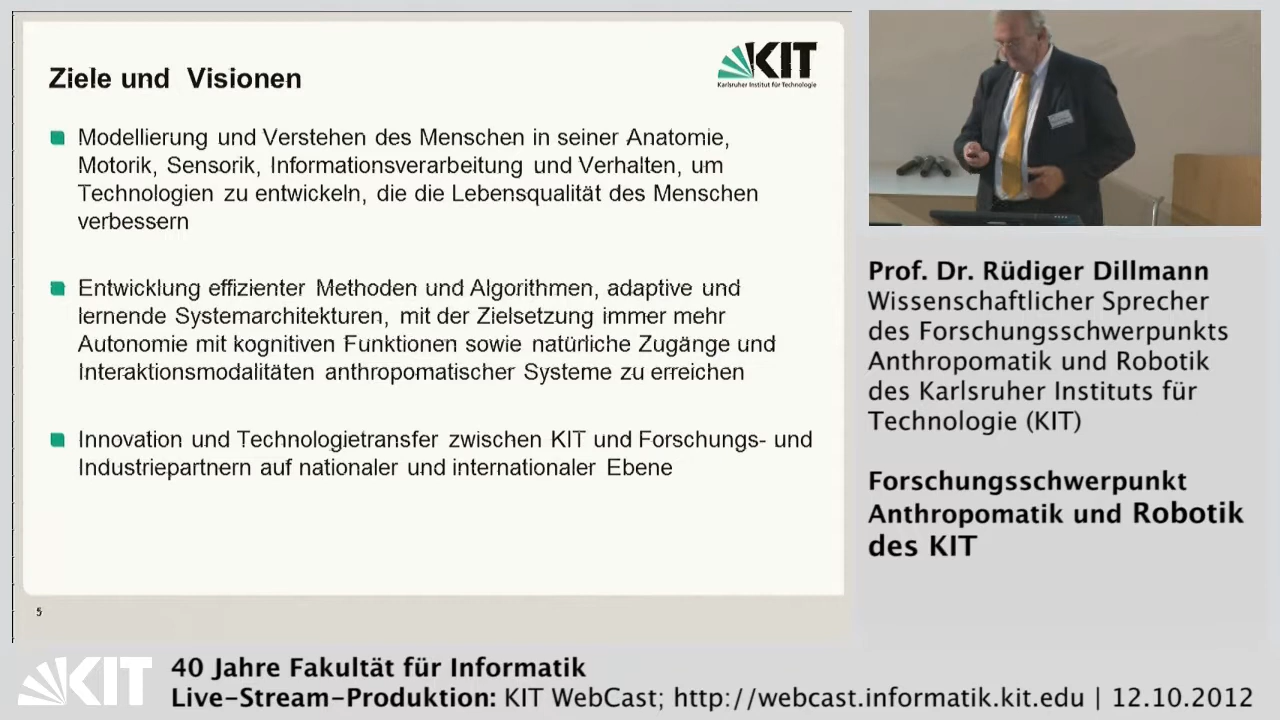 Ziele und Visionen
KIT
Karlsruher Institut für Technologie
Modellierung und Verstehen des Menschen in seiner Anatomie,
Motorik, Sensorik, Informationsverarbeitung und Verhalten, um
Technologien zu entwickeln, die die Lebensqualität des Menschen
verbessern
Entwicklung effizienter Methoden und Algorithmen, adaptive und
lernende Systemarchitekturen, mit der Zielsetzung immer mehr
Autonomie mit kognitiven Funktionen sowie natürliche Zugänge und
Interaktionsmodalitäten anthropomatischer Systeme zu erreichen
Innovation und Technologietransfer zwischen KIT und Forschungs- und
Industriepartnern auf nationaler und internationaler Ebene
5
Prof. Dr. Rüdiger Dillmann
Wissenschaftlicher Sprecher
des Forschungsschwerpunkts
Anthropomatik und Robotik
des Karlsruher Instituts für
Technologie (KIT)
Forschungsschwerpunkt
Anthropomatik und Robotik
des KIT
KIT
40 Jahre Fakultät für Informatik
Live-Stream-Produktion: KIT WebCast; http://webcast.informatik.kit.edu | 12.10.2012